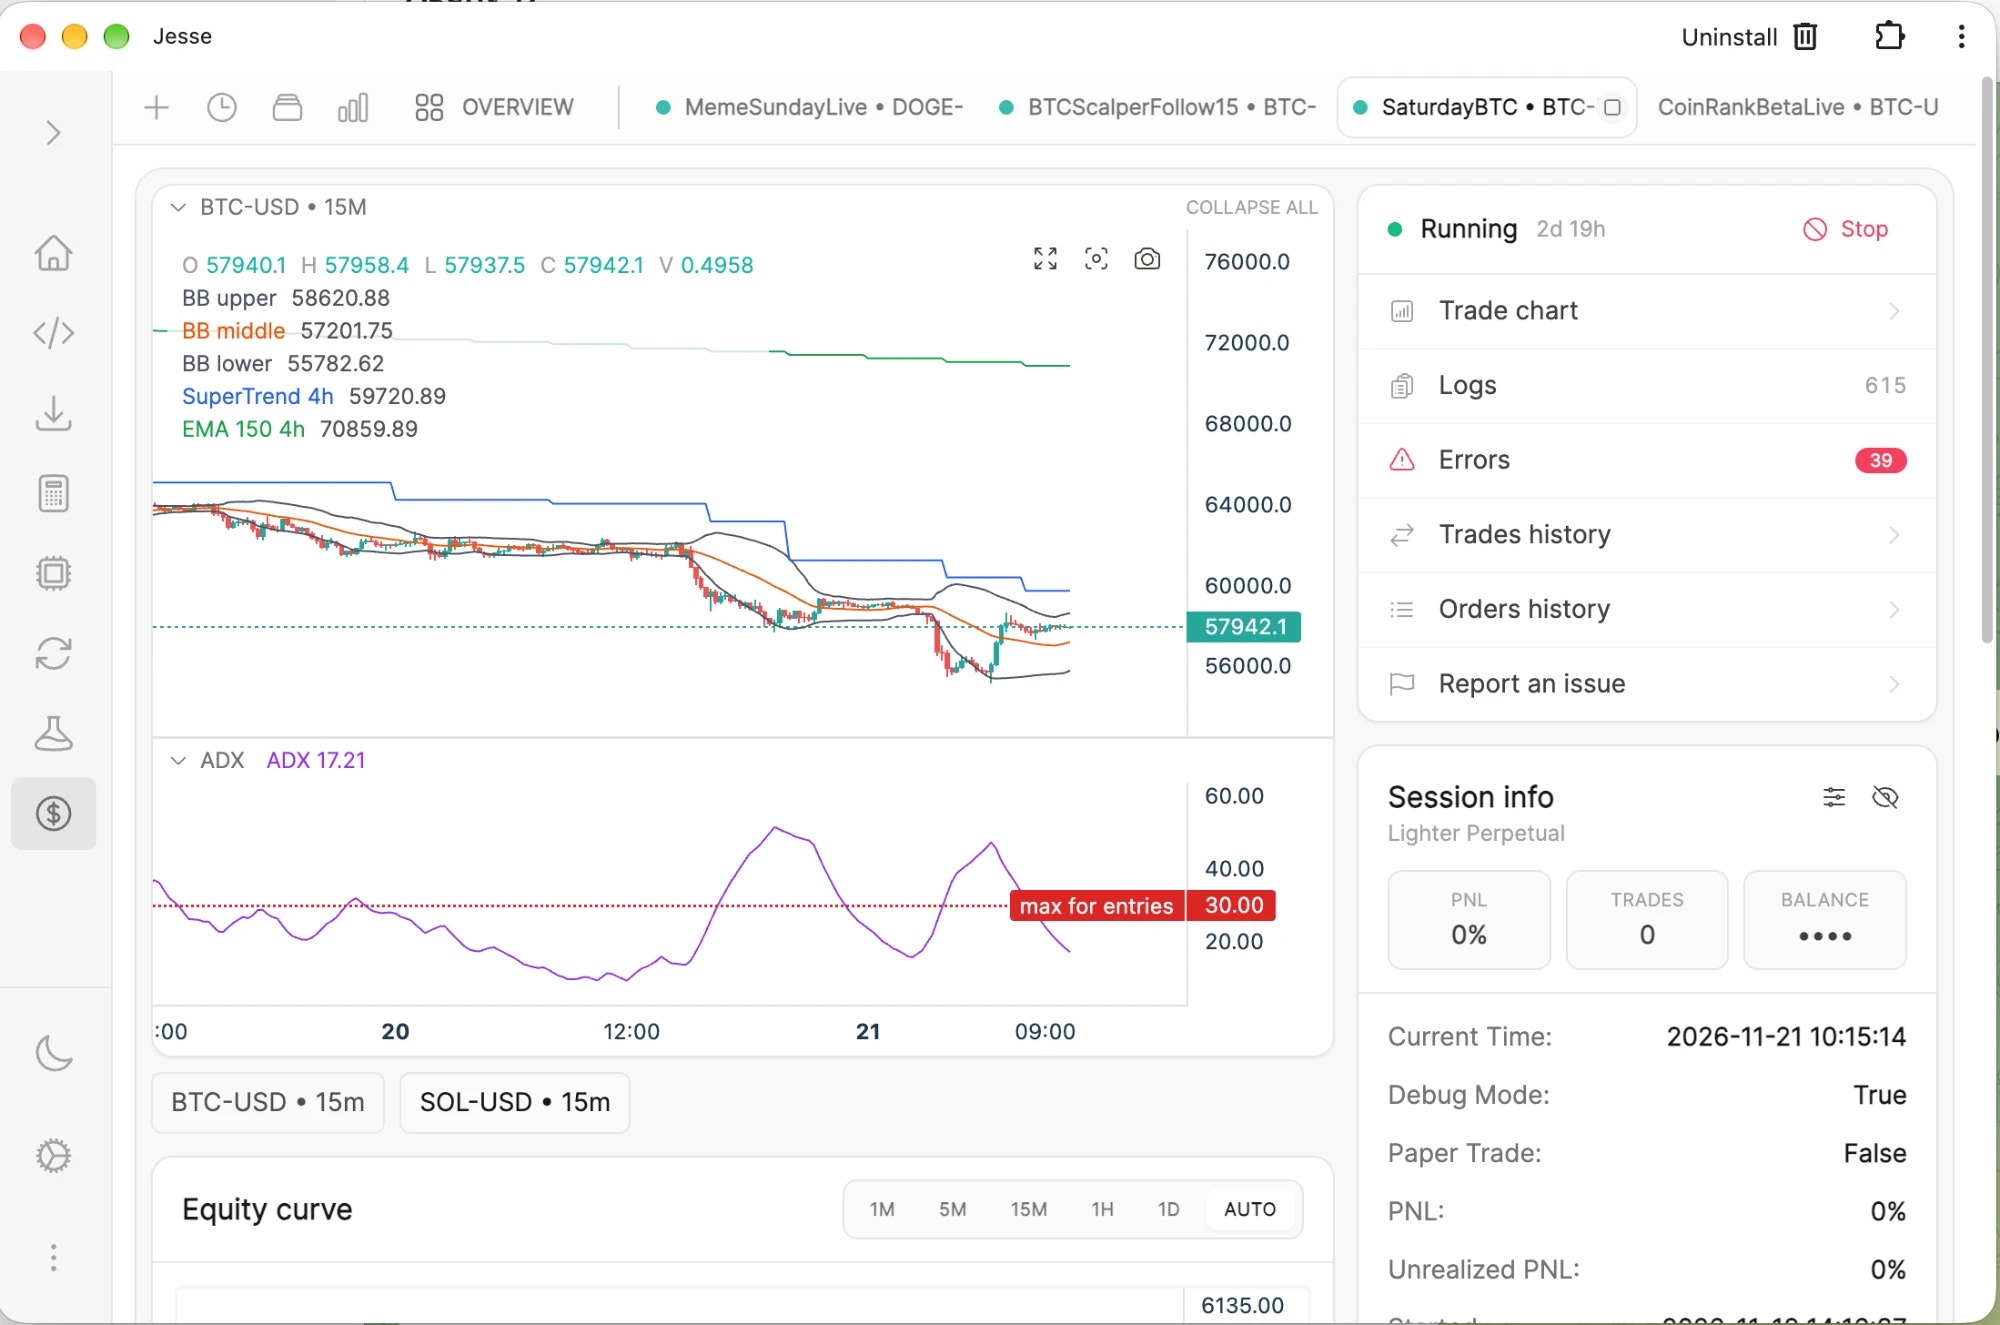 Jesse
Uninstall
OVERVIEW
MemeSundayLive • DOGE-
BTCScalperFollow15 • BTC-
SaturdayBTC • BTC-
CoinRankBetaLive • BTC-U
BTC-USD • 15M
COLLAPSE ALL
O 57940.1 H 57958.4 L 57937.5 C 57942.1 V 0.4958
BB upper 58620.88
BB middle 57201.75
BB lower 55782.62
SuperTrend 4h 59720.89
EMA 150 4h 70859.89
76000.0
72000.0
68000.0
64000.0
60000.0
57942.1
56000.0
ADX ADX 17.21
60.00
40.00
max for entries 30.00
20.00
:00 20 12:00 21 09:00
BTC-USD • 15m
SOL-USD • 15m
Equity curve
1M 5M 15M 1H 1D AUTO
6135.00
Running 2d 19h
Stop
Trade chart
Logs 615
Errors 39
Trades history
Orders history
Report an issue
Session info
Lighter Perpetual
PNL
0%
TRADES
0
BALANCE
••••
Current Time: 2026-11-21 10:15:14
Debug Mode: True
Paper Trade: False
PNL: 0%
Unrealized PNL: 0%